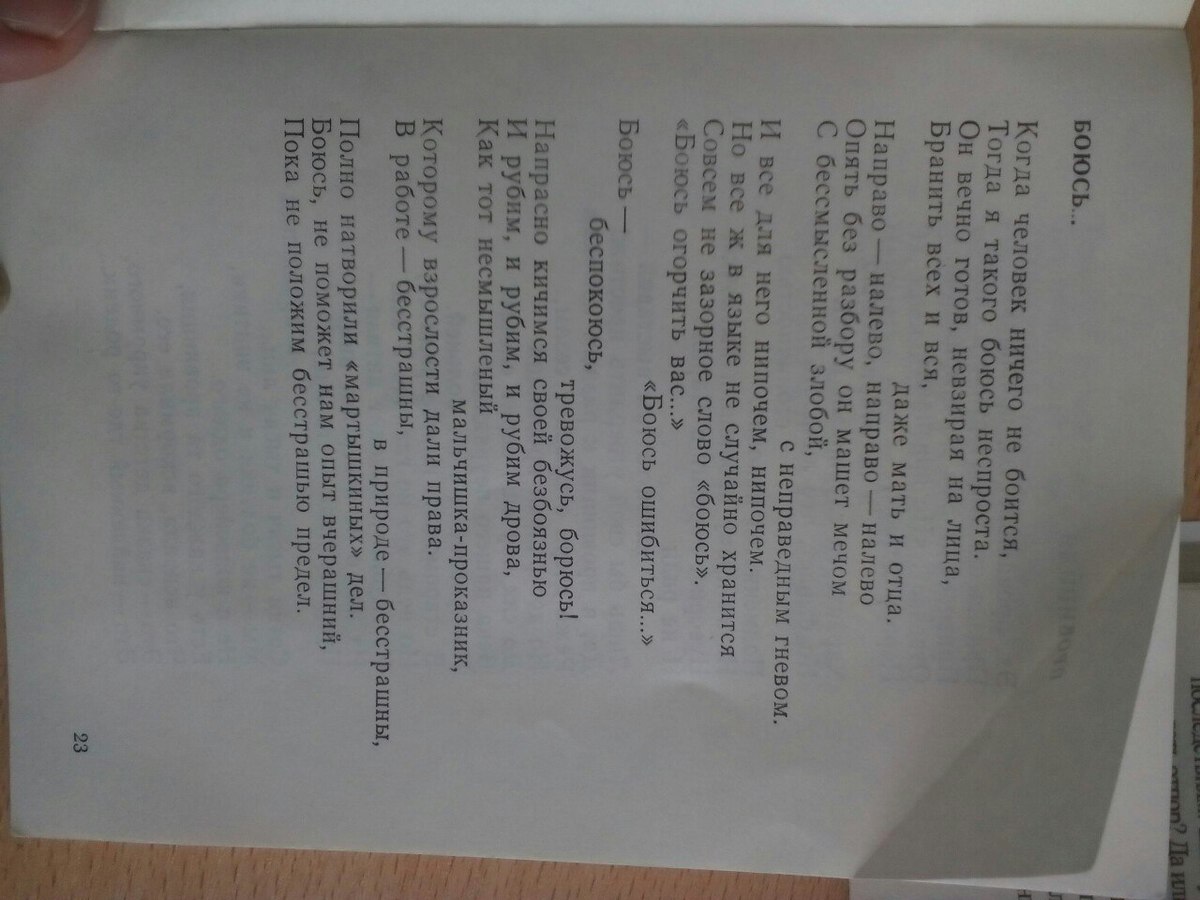 БОЮСЬ...
Когда человек ничего не боится,
Тогда я такого боюсь неспроста.
Он вечно готов, невзирая на лица,
Бранить всех и вся,
даже мать и отца.
Направо — налево, направо — налево
Опять без разбору он машет мечом
С бессмысленной злобой,
с неправедным гневом.
И все для него нипочем, нипочем.
Но все ж в языке не случайно хранится
Совсем не зазорное слово «боюсь».
«Боюсь огорчить вас...»
«Боюсь ошибиться...»
Боюсь —
беспокоюсь,
тревожусь, борюсь!
Напрасно кичимся своей безбоязнью
И рубим, и рубим, и рубим дрова,
Как тот несмышленый
мальчишка-проказник,
Которому взрослости дали права.
В работе — бесстрашны,
в природе — бесстрашны,
Полно натворили «мартышкиных» дел.
Боюсь, не поможет нам опыт вчерашний,
Пока не положим бесстрашью предел.
23
отпор? Да или